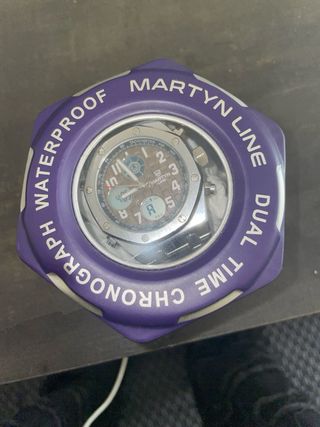 MARTYN LINE
DUAL TIME CHRONOGRAPH WATERPROOF